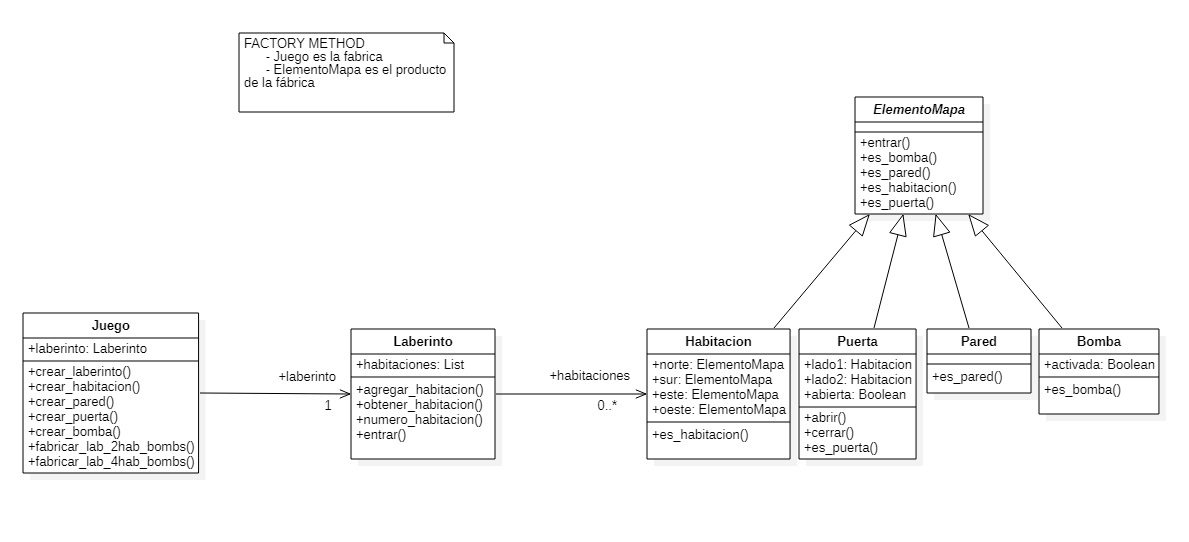 FACTORY METHOD
- Juego es la fabrica
- ElementoMapa es el producto
de la fábrica
ElementoMapa
+entrar()
+es_bomba()
+es_pared()
+es_habitacion()
+es_puerta()
Juego
+laberinto: Laberinto
+crear_laberinto()
+crear_habitacion()
+crear_pared()
+crear_puerta()
+crear_bomba()
+fabricar_lab_2hab_bombs()
+fabricar_lab_4hab_bombs()
+laberinto
1
Laberinto
+habitaciones: List
+agregar_habitacion()
+obtener_habitacion()
+numero_habitacion()
+entrar()
+habitaciones
0..*
Habitacion
+norte: ElementoMapa
+sur: ElementoMapa
+este: ElementoMapa
+oeste: ElementoMapa
+es_habitacion()
Puerta
+lado1: Habitacion
+lado2: Habitacion
+abierta: Boolean
+abrir()
+cerrar()
+es_puerta()
Pared
+es_pared()
Bomba
+activada: Boolean
+es_bomba()